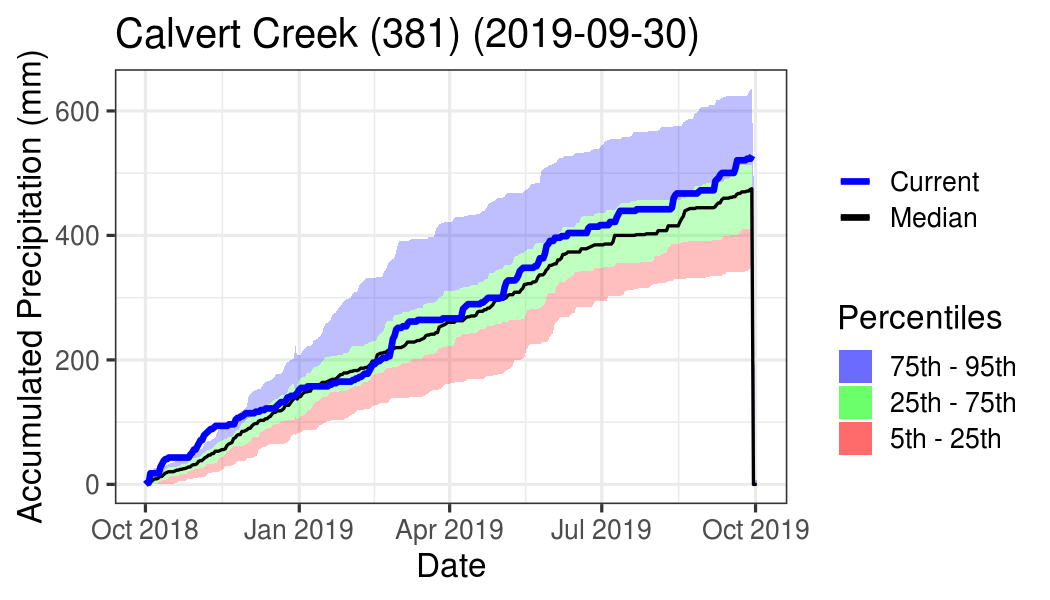 Calvert Creek (381) (2019-09-30)
Accumulated Precipitation (mm)
600
400
200
0
Oct 2018
Jan 2019
Apr 2019
Jul 2019
Oct 2019
Date
Current
Median
Percentiles
75th - 95th
25th - 75th
5th - 25th